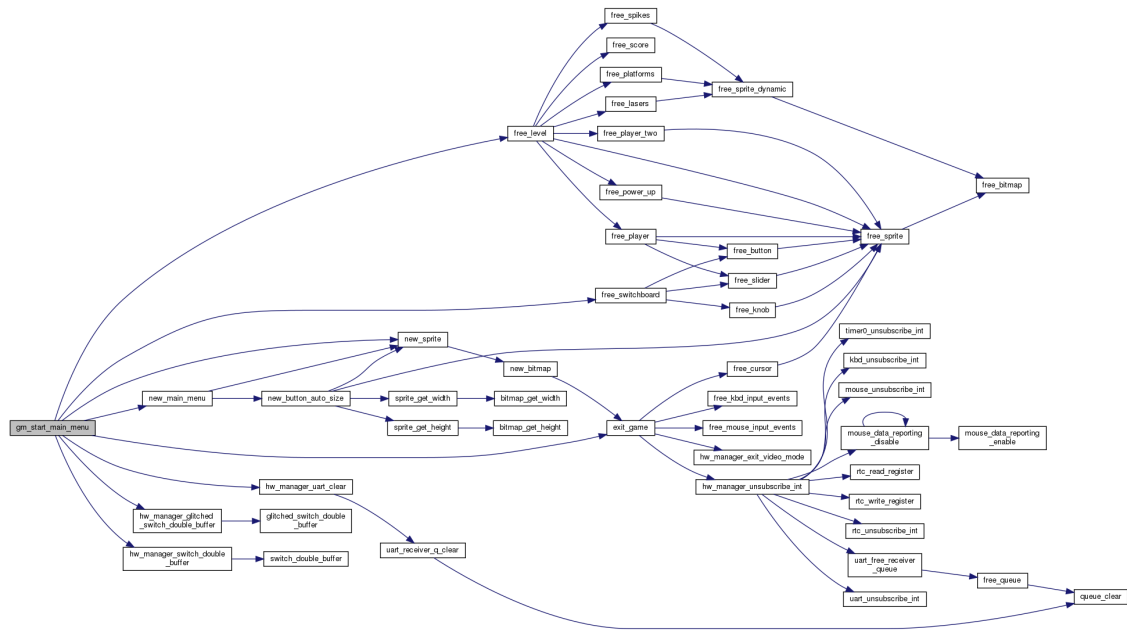 free_spikes
free_score
free_platforms
free_sprite_dynamic
free_lasers
free_level
free_player_two
free_bitmap
free_power_up
free_player
free_sprite
free_button
free_slider
free_switchboard
free_knob
timer0_unsubscribe_int
new_sprite
kbd_unsubscribe_int
new_bitmap
free_cursor
mouse_unsubscribe_int
new_main_menu
new_button_auto_size
sprite_get_width
bitmap_get_width
free_kbd_input_events
gm_start_main_menu
sprite_get_height
bitmap_get_height
exit_game
free_mouse_input_events
mouse_data_reporting
_disable
mouse_data_reporting
_enable
hw_manager_exit_video_mode
rtc_read_register
hw_manager_uart_clear
hw_manager_unsubscribe_int
rtc_write_register
hw_manager_glitched
_switch_double_buffer
glitched_switch_double
_buffer
rtc_unsubscribe_int
uart_receiver_q_clear
hw_manager_switch_double
_buffer
switch_double_buffer
uart_free_receiver
_queue
free_queue
uart_unsubscribe_int
queue_clear